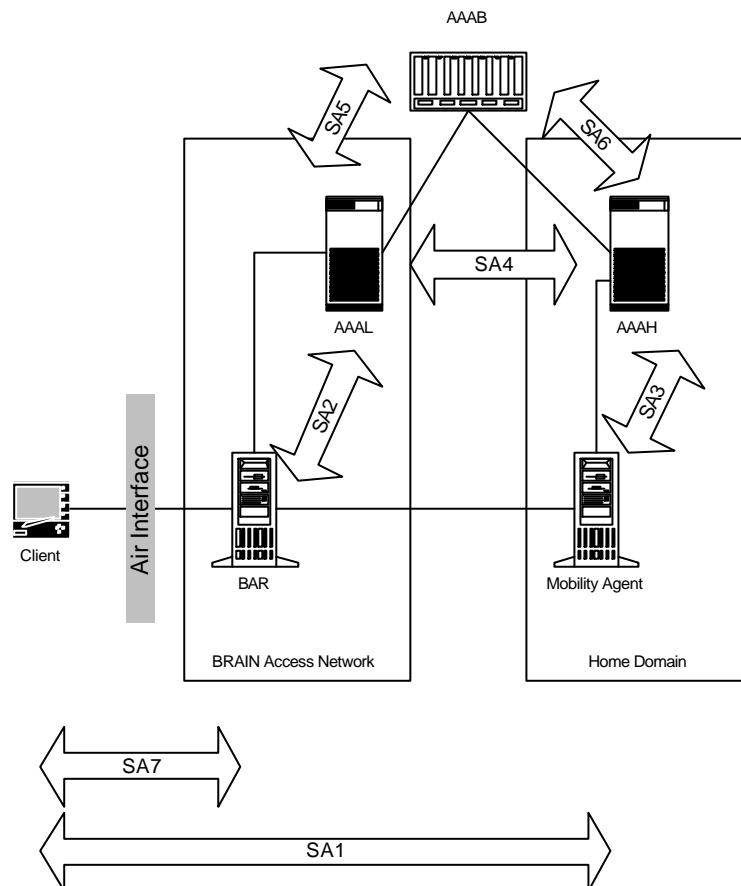 AAAB
SA5
SA6
SA4
AAAL
AAAH
SA2
SA3
Air Interface
Client
BAR
Mobility Agent
BRAIN Access Network
Home Domain
SA7
SA1